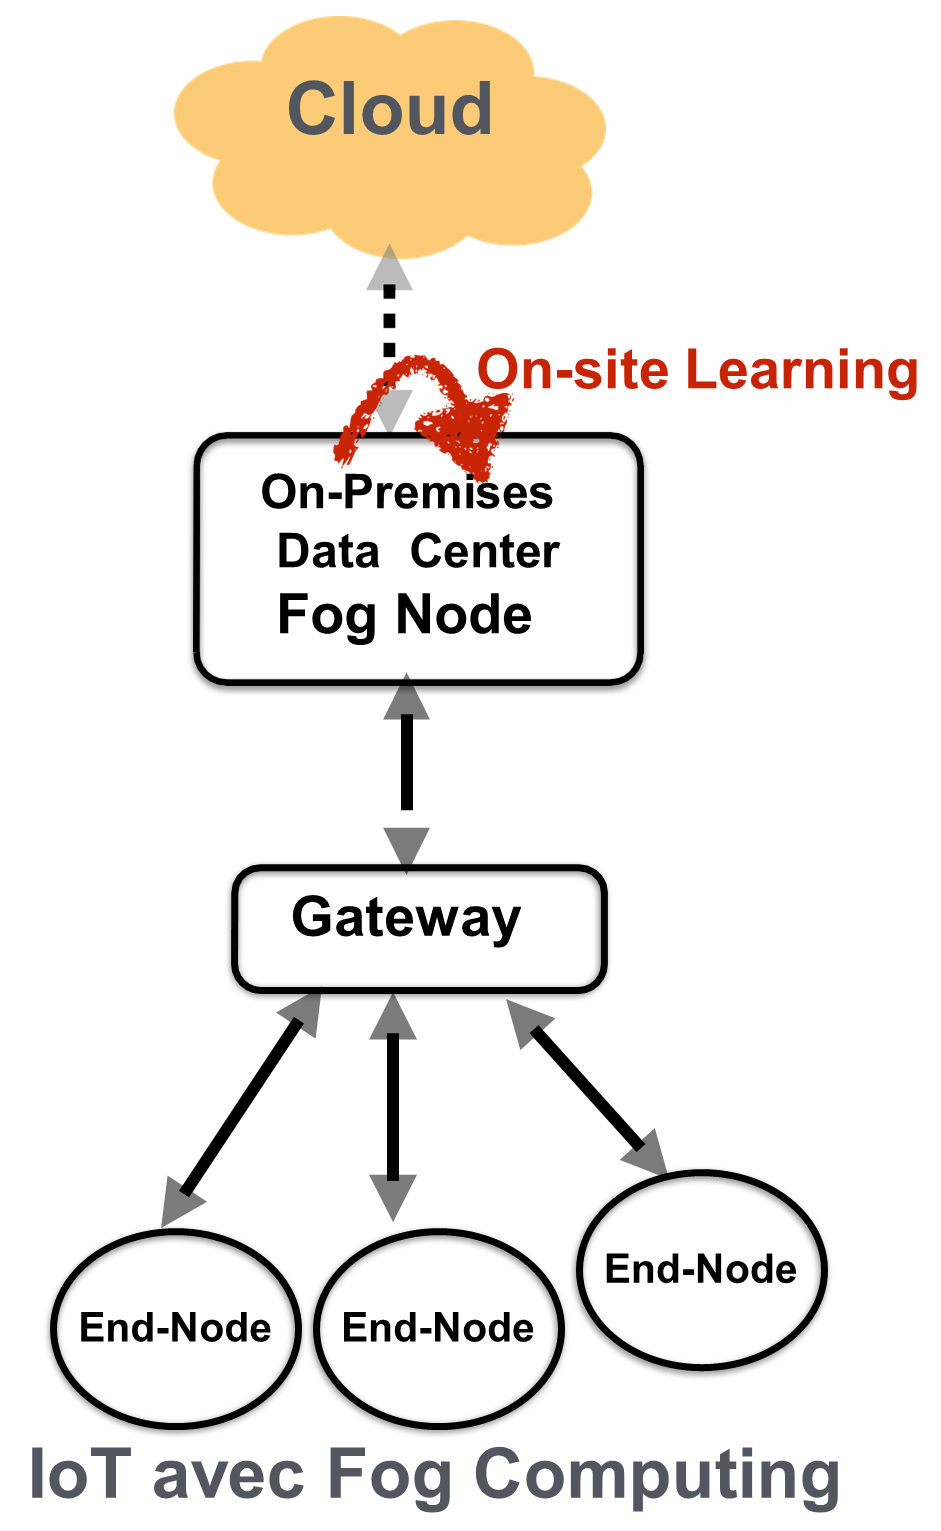 Cloud
On-site Learning
On-Premises
Data Center
Fog Node
Gateway
End-Node
End-Node
End-Node
IoT avec Fog Computing